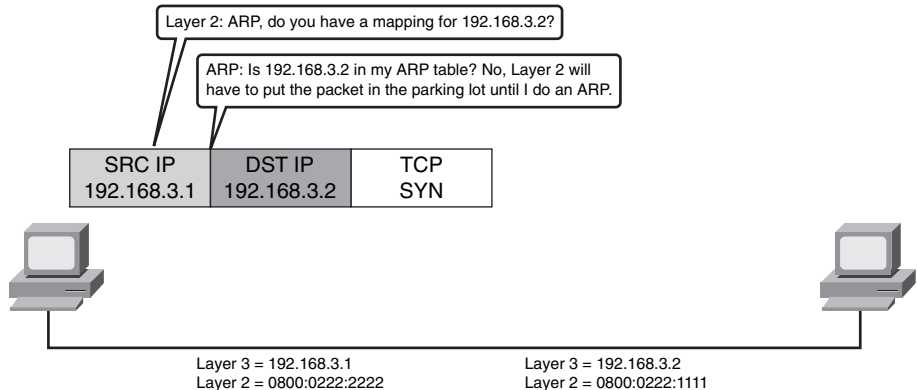 Layer 2: ARP, do you have a mapping for 192.168.3.2?
ARP: Is 192.168.3.2 in my ARP table? No, Layer 2 will
have to put the packet in the parking lot until I do an ARP.
SRC IP
192.168.3.1
DST IP
192.168.3.2
TCP
SYN
Layer 3 = 192.168.3.1
Layer 2 = 0800:0222:2222
Layer 3 = 192.168.3.2
Layer 2 = 0800:0222:1111